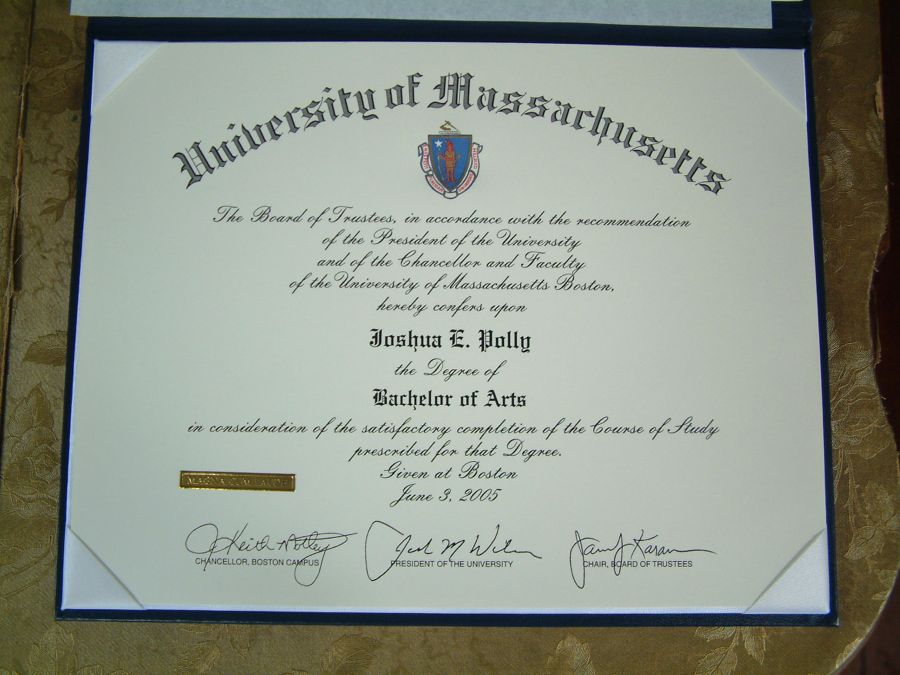 University of Massachusetts
The Board of Trustees, in accordance with the recommendation
of the President of the University
and of the Chancellor and Faculty
of the University of Massachusetts Boston,
hereby confers upon
Joshua E. Polly
the Degree of
Bachelor of Arts
in consideration of the satisfactory completion of the Course of Study
prescribed for that Degree.
Given at Boston
June 3, 2005
MAGNA CUM LAUDE
CHANCELLOR, BOSTON CAMPUS
PRESIDENT OF THE UNIVERSITY
CHAIR, BOARD OF TRUSTEES